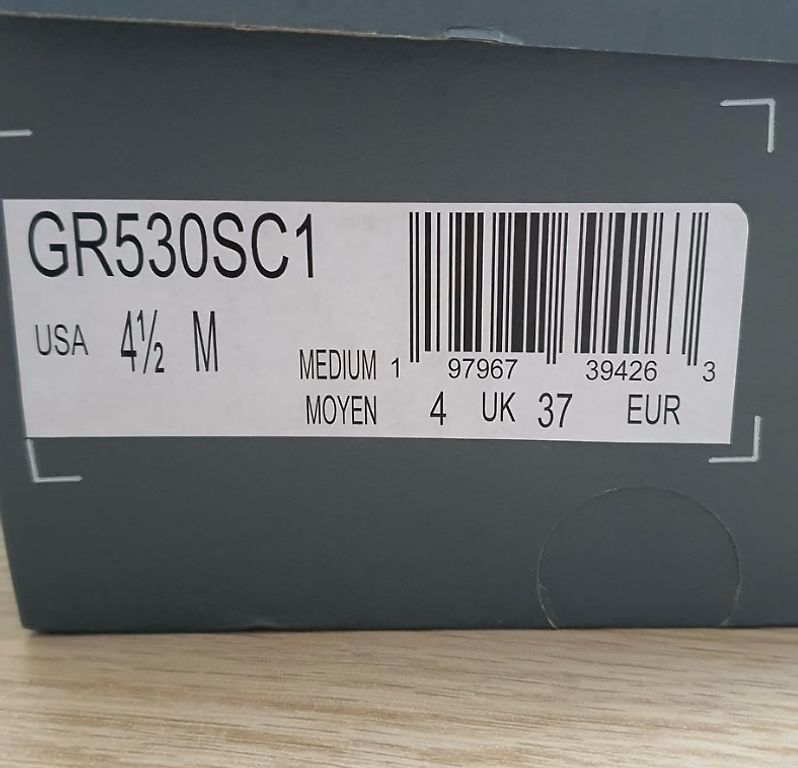 GR530SC1
USA 4½ M
MEDIUM 1 97967 39426 3
MOYEN 4 UK 37 EUR